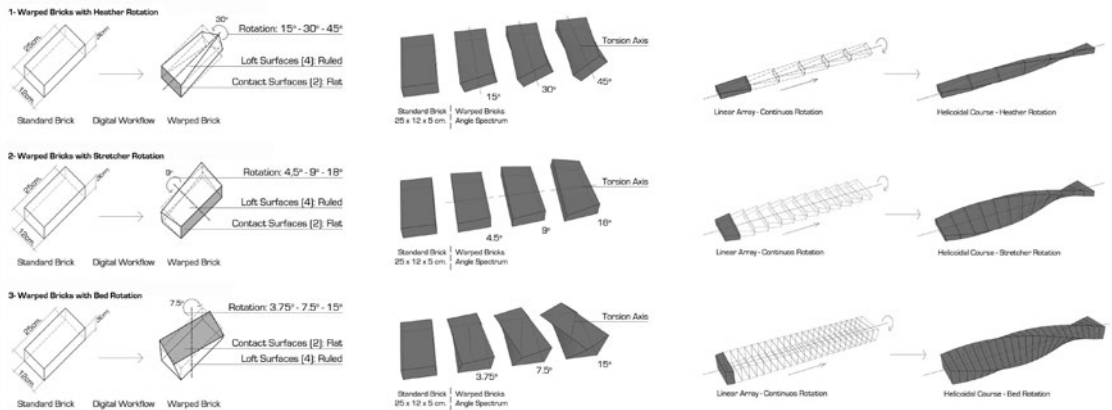 1- Warped Bricks with Heather Rotation
25cm.
12cm.
30°
Rotation: 15° - 30° - 45°
Loft Surfaces [4]: Ruled
Contact Surfaces [2]: Flat
Standard Brick
Digital Workflow
Warped Brick
Torsion Axis
15°
30°
45°
Standard Brick
25 x 12 x 5 cm.
Warped Bricks
Angle Spectrum
Linear Array - Continuos Rotation
Helicoidal Course - Heather Rotation
2- Warped Bricks with Stretcher Rotation
25cm.
12cm.
9°
Rotation: 4,5° - 9° - 18°
Loft Surfaces [4]: Ruled
Contact Surfaces [2]: Flat
Standard Brick
Digital Workflow
Warped Brick
Torsion Axis
4.5°
9°
18°
Standard Brick
25 x 12 x 5 cm.
Warped Bricks
Angle Spectrum
Linear Array - Continuos Rotation
Helicoidal Course - Stretcher Rotation
3- Warped Bricks with Bed Rotation
25cm.
12cm.
7.5°
Rotation: 3.75° - 7.5° - 15°
Contact Surfaces [2]: Flat
Loft Surfaces [4]: Ruled
Standard Brick
Digital Workflow
Warped Brick
Torsion Axis
3.75°
7.5°
15°
Standard Brick
25 x 12 x 5 cm.
Warped Bricks
Angle Spectrum
Linear Array - Continuos Rotation
Helicoidal Course - Bed Rotation